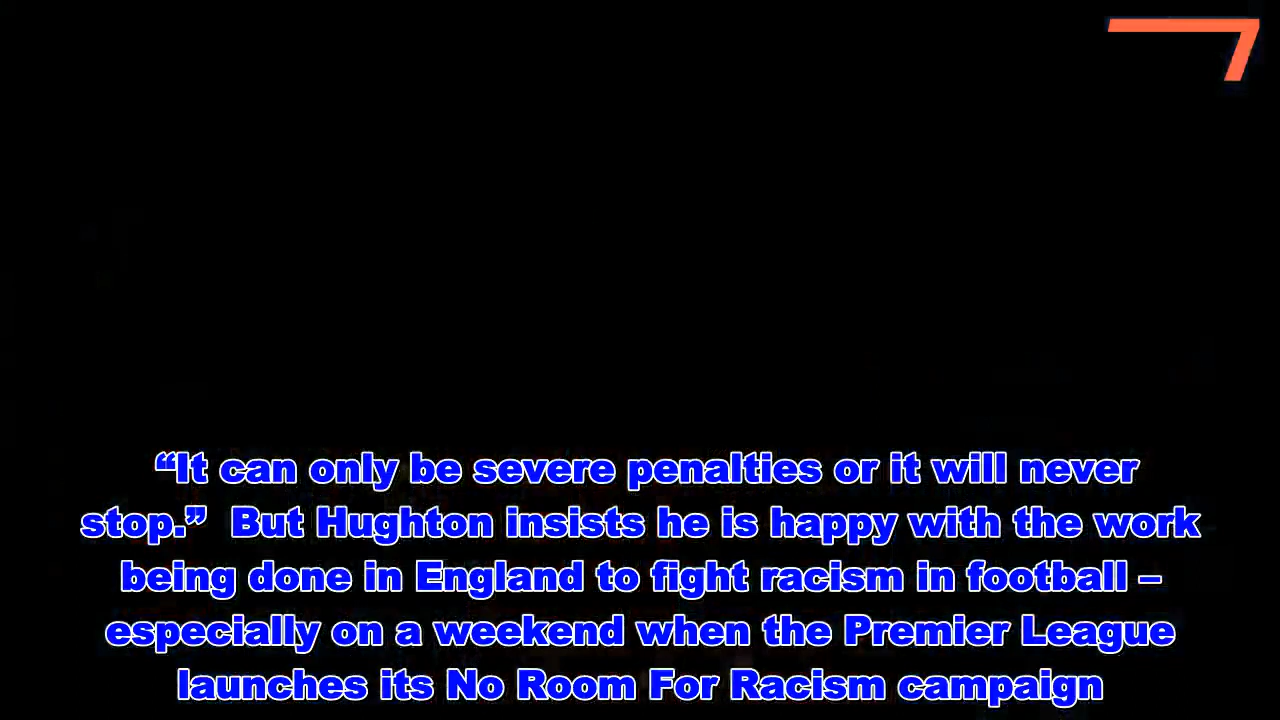 “It can only be severe penalties or it will never
stop.”  But Hughton insists he is happy with the work
being done in England to fight racism in football –
especially on a weekend when the Premier League
launches its No Room For Racism campaign